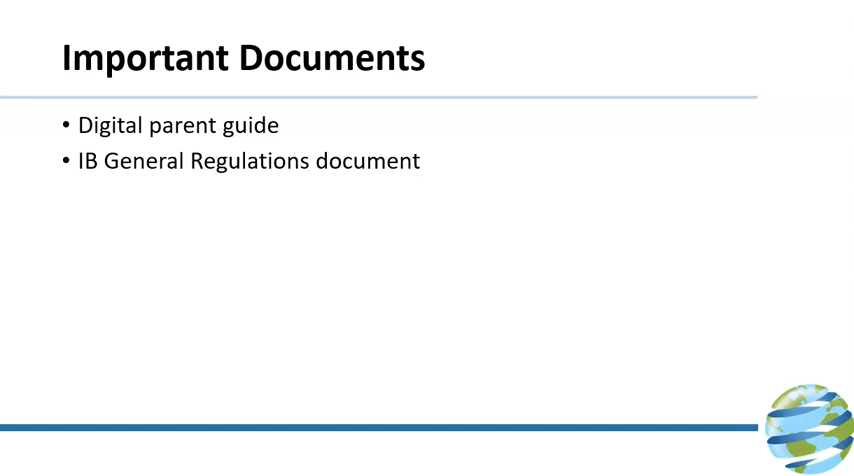 Important Documents
• Digital parent guide
• IB General Regulations document